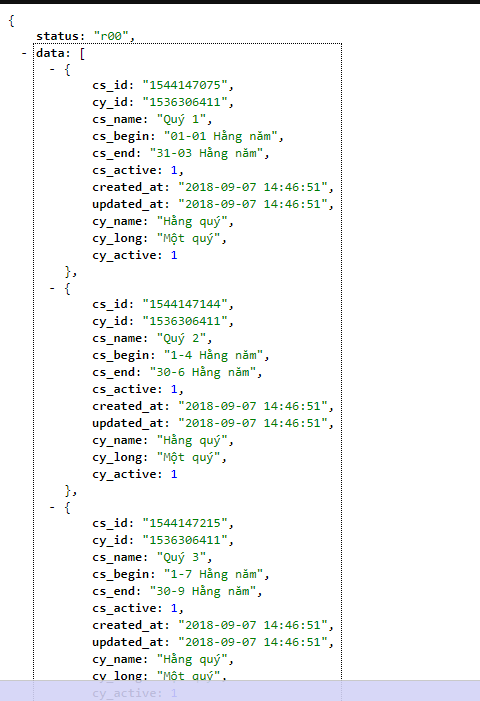 {
status: "r00",
- data: [
- {
cs_id: "1544147075",
cy_id: "1536306411",
cs_name: "Quý 1",
cs_begin: "01-01 Hằng năm",
cs_end: "31-03 Hằng năm",
cs_active: 1,
created_at: "2018-09-07 14:46:51",
updated_at: "2018-09-07 14:46:51",
cy_name: "Hằng quý",
cy_long: "Một quý",
cy_active: 1
},
- {
cs_id: "1544147144",
cy_id: "1536306411",
cs_name: "Quý 2",
cs_begin: "1-4 Hằng năm",
cs_end: "30-6 Hằng năm",
cs_active: 1,
created_at: "2018-09-07 14:46:51",
updated_at: "2018-09-07 14:46:51",
cy_name: "Hằng quý",
cy_long: "Một quý",
cy_active: 1
},
- {
cs_id: "1544147215",
cy_id: "1536306411",
cs_name: "Quý 3",
cs_begin: "1-7 Hằng năm",
cs_end: "30-9 Hằng năm",
cs_active: 1,
created_at: "2018-09-07 14:46:51",
updated_at: "2018-09-07 14:46:51",
cy_name: "Hằng quý",
cy_long: "Một quý",
cy_active: 1